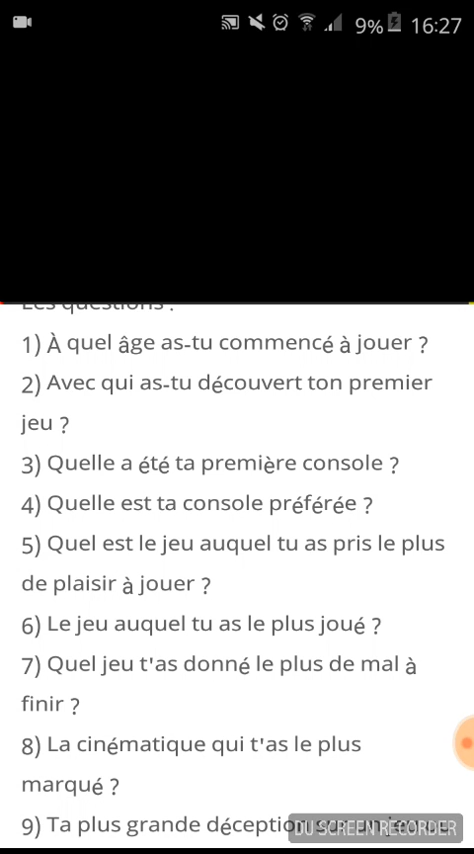 9% 16:27
Les questions :
1) À quel âge as-tu commencé à jouer ?
2) Avec qui as-tu découvert ton premier
jeu ?
3) Quelle a été ta première console ?
4) Quelle est ta console préférée ?
5) Quel est le jeu auquel tu as pris le plus
de plaisir à jouer ?
6) Le jeu auquel tu as le plus joué ?
7) Quel jeu t'as donné le plus de mal à
finir ?
8) La cinématique qui t'as le plus
marqué ?
9) Ta plus grande déception
DU SCREEN RECORDER